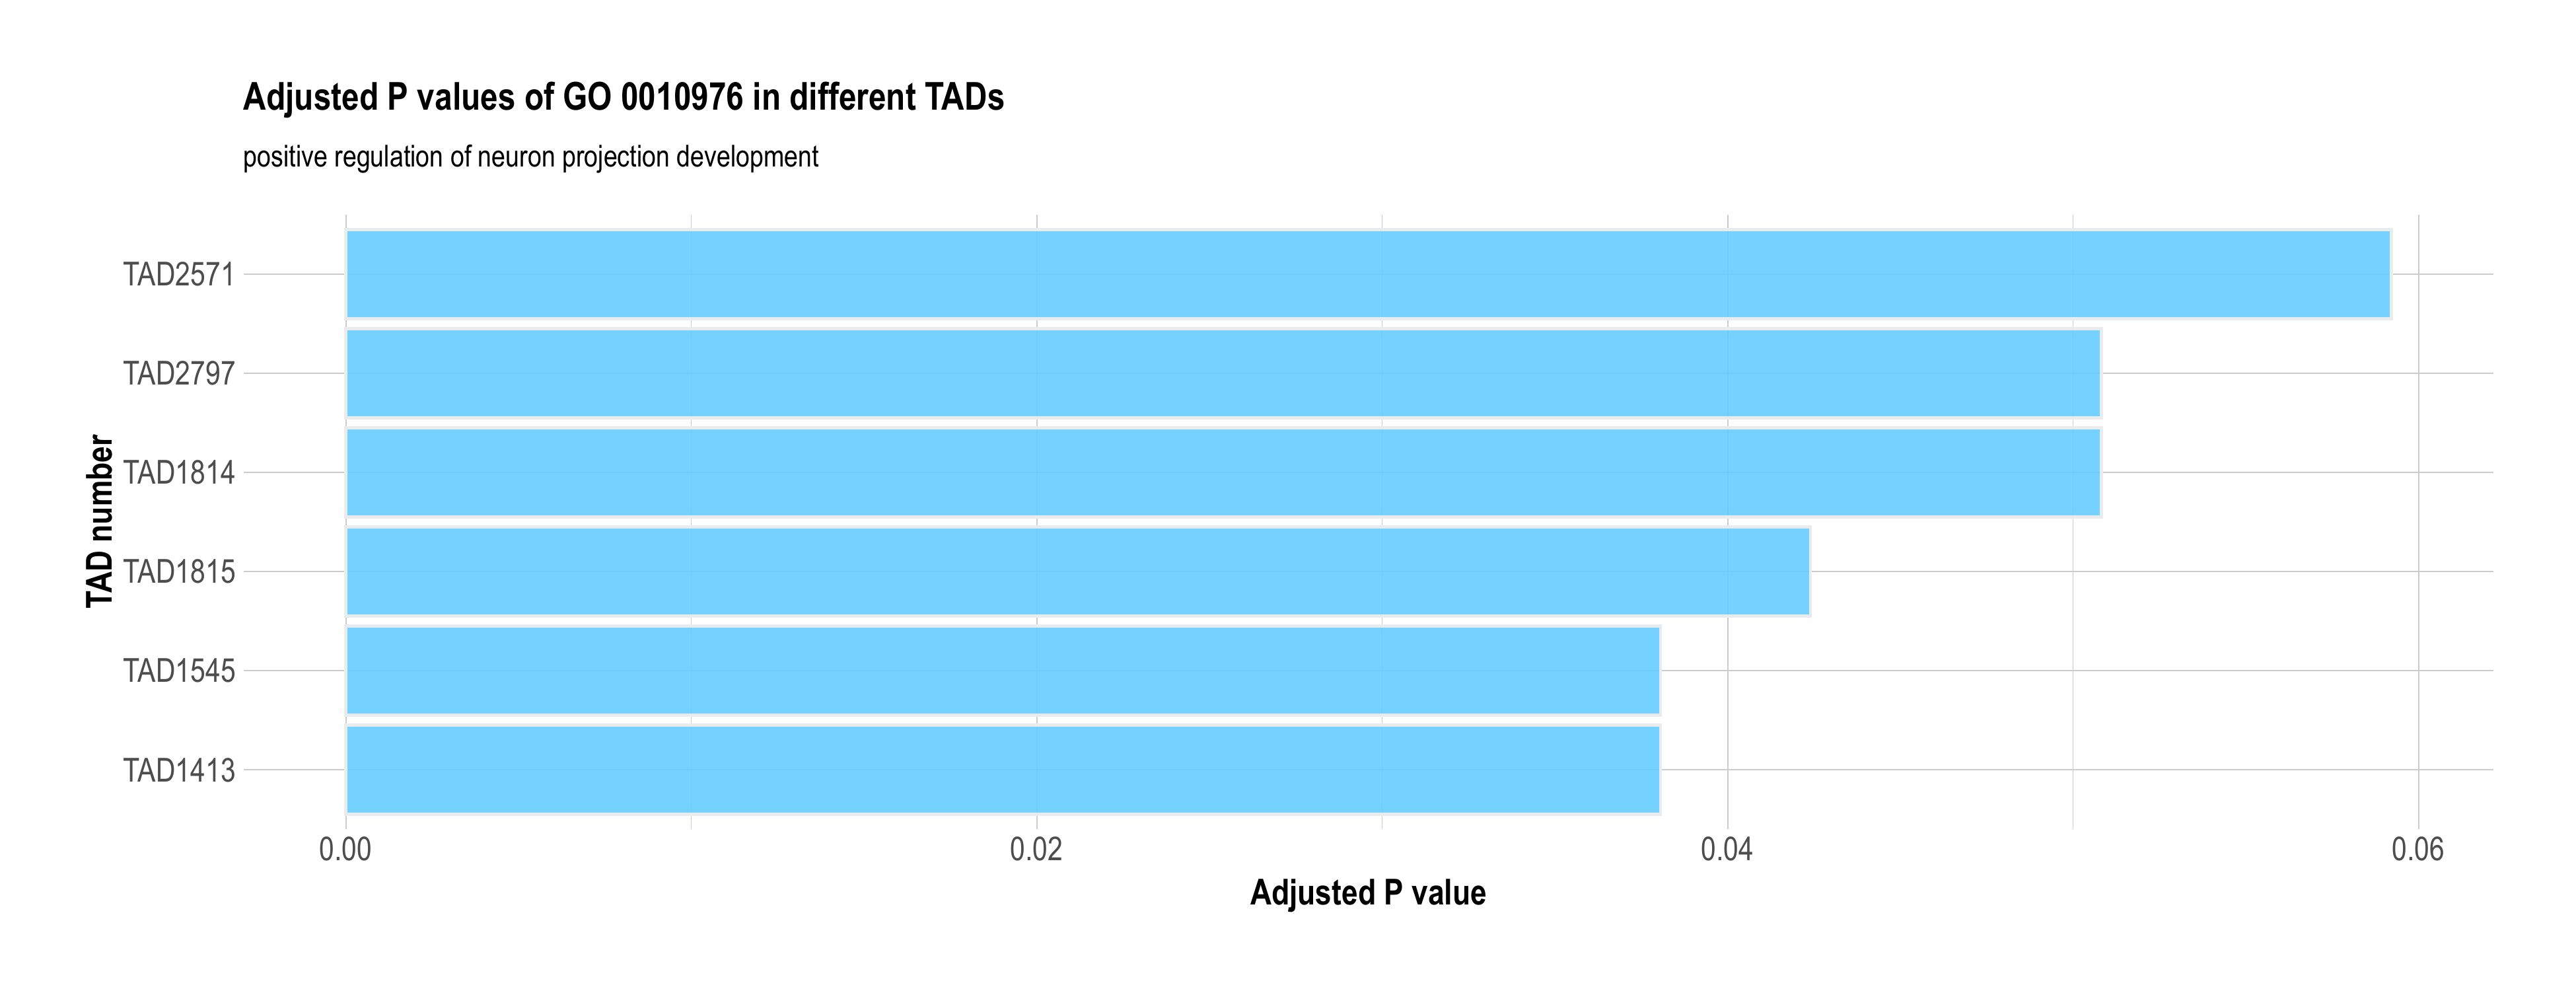 Adjusted P values of GO 0010976 in different TADs
positive regulation of neuron projection development
TAD number
TAD2571
TAD2797
TAD1814
TAD1815
TAD1545
TAD1413
0.00 0.02 0.04 0.06
Adjusted P value